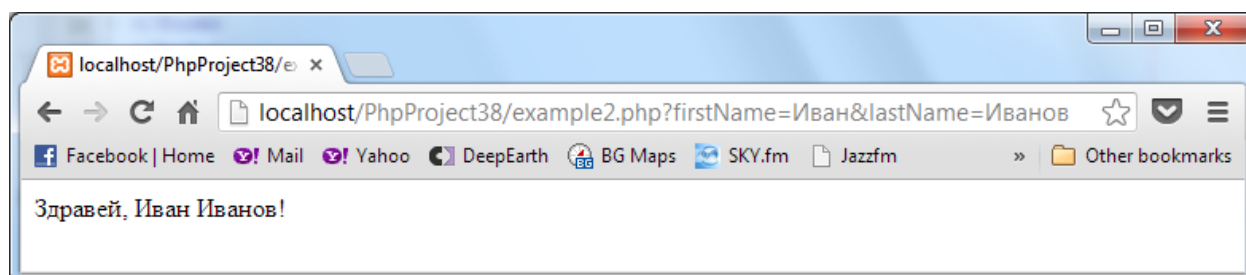 localhost/PhpProject38/e
localhost/PhpProject38/example2.php?firstName=Иван&lastName=Иванов
Facebook | Home Y! Mail Y! Yahoo DeepEarth BG BG Maps SKY.fm Jazzfm » Other bookmarks
Здравей, Иван Иванов!